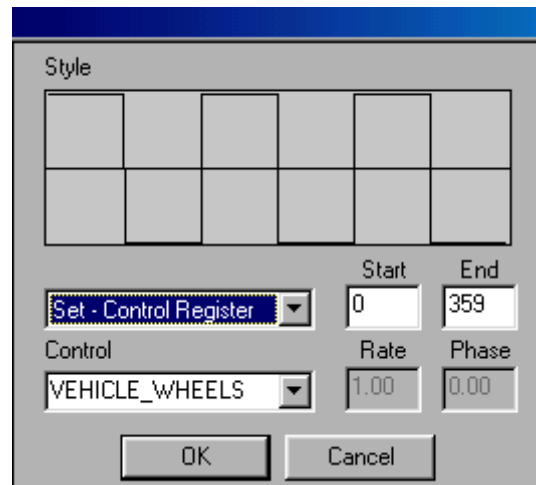 Style
Start End
Set - Control Register 0 359
Control Rate Phase
VEHICLE_WHEELS 1.00 0.00
OK Cancel